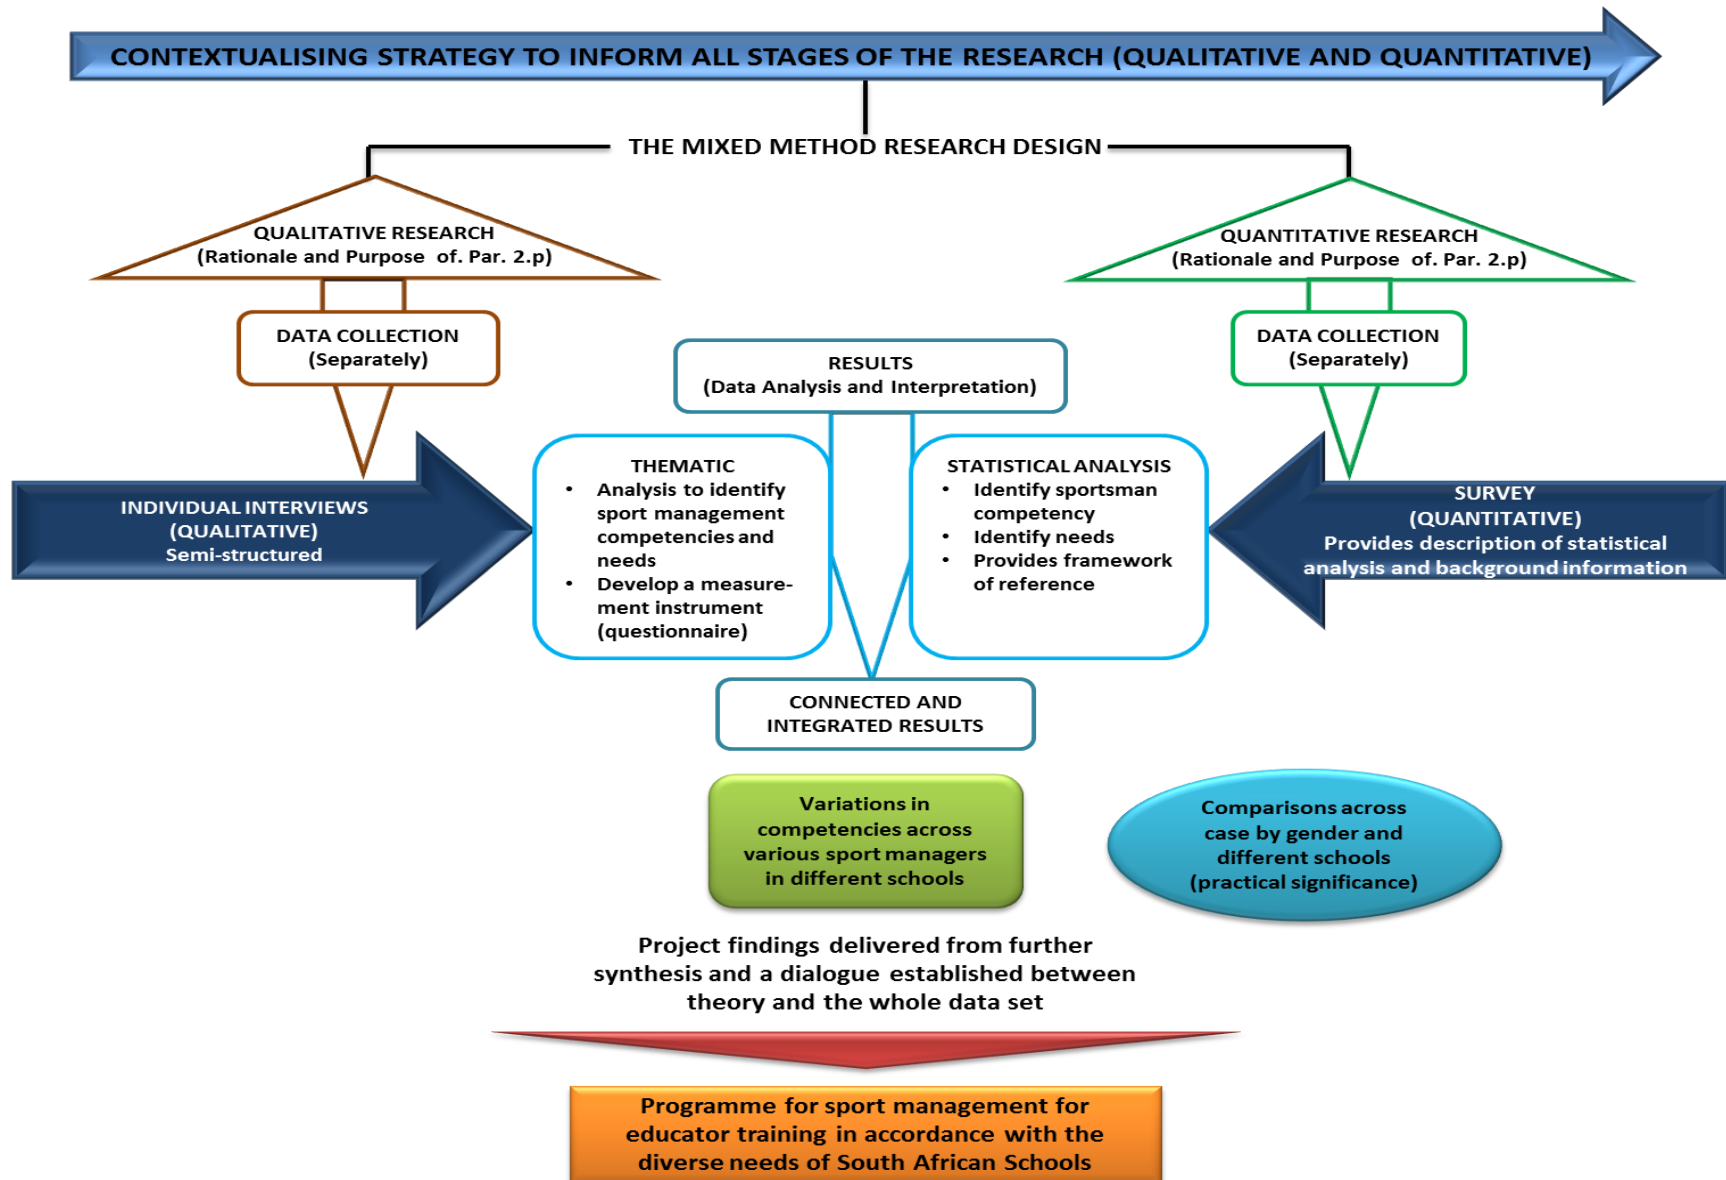 CONTEXTUALISING STRATEGY TO INFORM ALL STAGES OF THE RESEARCH (QUALITATIVE AND QUANTITATIVE)
THE MIXED METHOD RESEARCH DESIGN
QUALITATIVE RESEARCH
(Rationale and Purpose of. Par. 2.p)
QUANTITATIVE RESEARCH
(Rationale and Purpose of. Par. 2.p)
DATA COLLECTION
(Separately)
DATA COLLECTION
(Separately)
RESULTS
(Data Analysis and Interpretation)
INDIVIDUAL INTERVIEWS
(QUALITATIVE)
Semi-structured
THEMATIC
• Analysis to identify
sport management
competencies and
needs
• Develop a measure-
ment instrument
(questionnaire)
STATISTICAL ANALYSIS
• Identify sportsman
competency
• Identify needs
• Provides framework
of reference
SURVEY
(QUANTITATIVE)
Provides description of statistical
analysis and background information
CONNECTED AND
INTEGRATED RESULTS
Variations in
competencies across
various sport managers
in different schools
Comparisons across
case by gender and
different schools
(practical significance)
Project findings delivered from further
synthesis and a dialogue established between
theory and the whole data set
Programme for sport management for
educator training in accordance with the
diverse needs of South African Schools